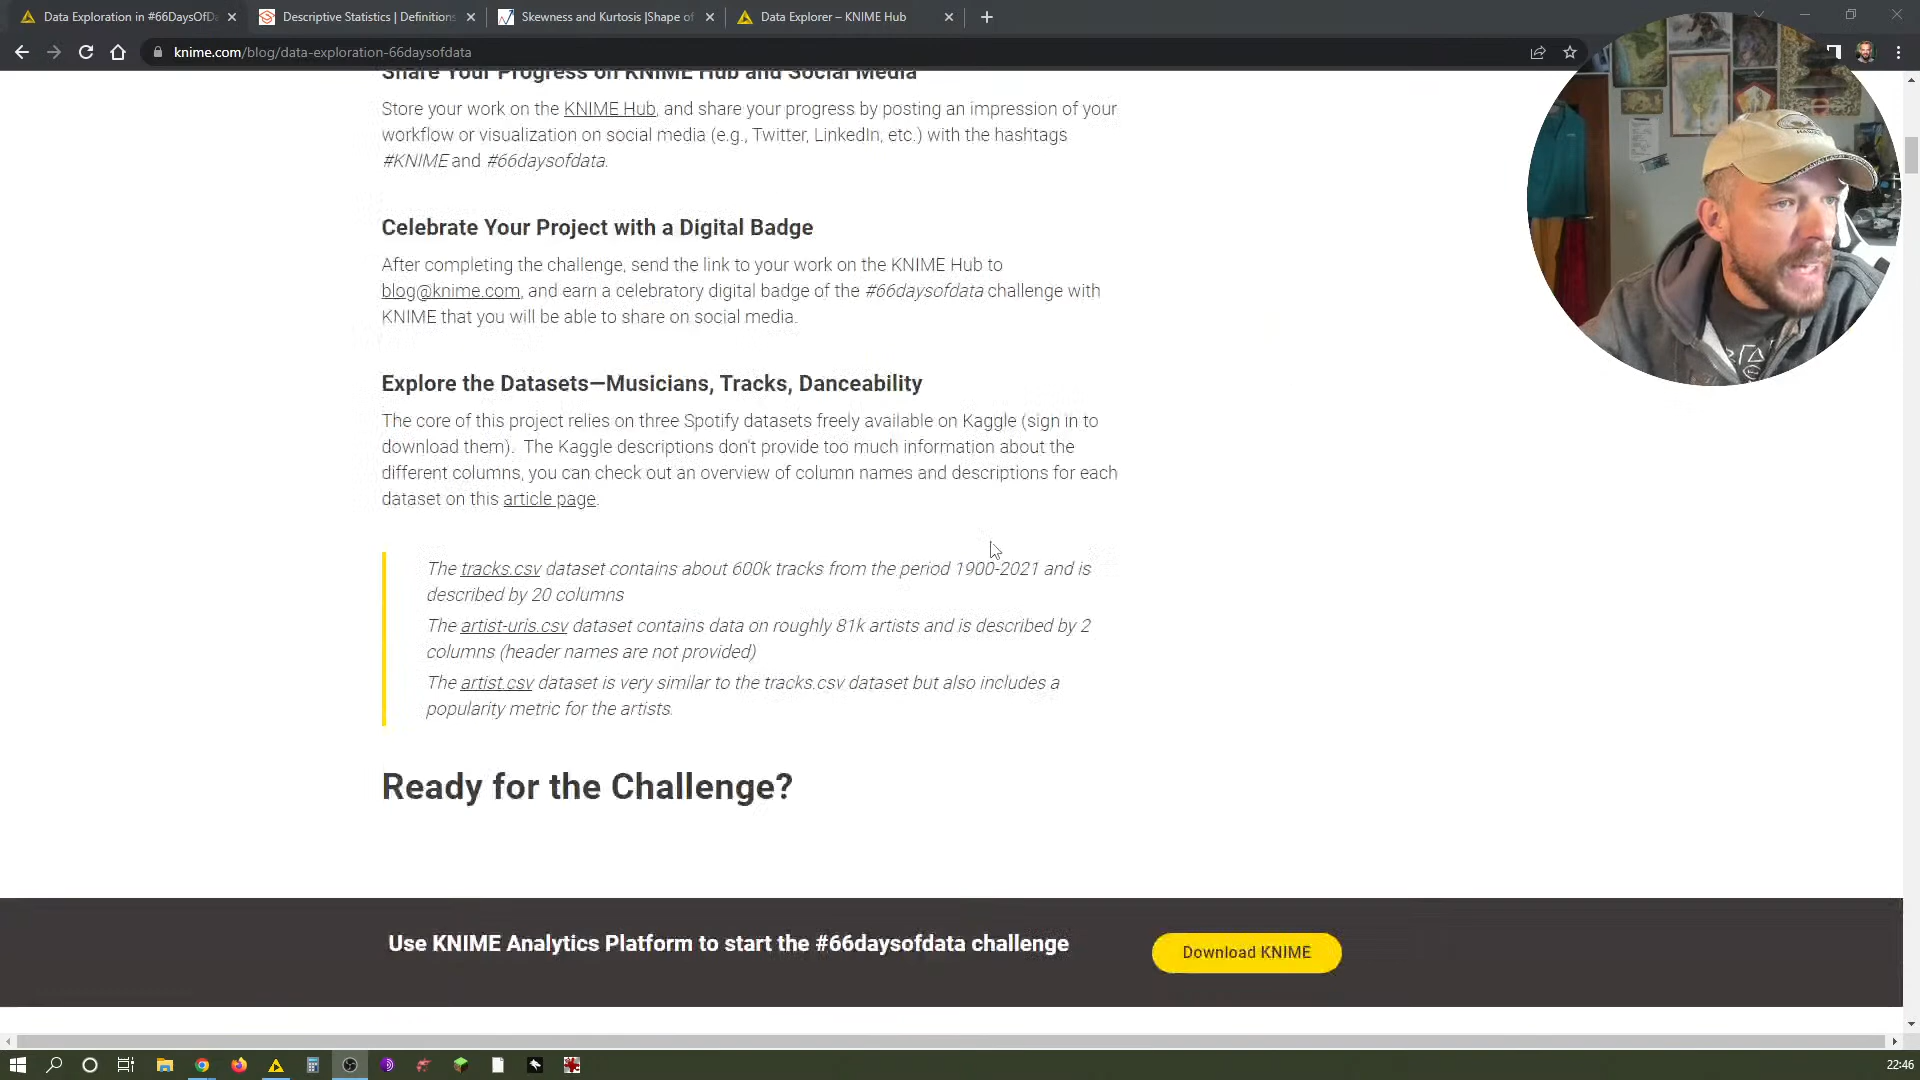 Data Exploration in #66DaysOfDa
Descriptive Statistics | Definitions
Skewness and Kurtosis |Shape of
Data Explorer – KNIME Hub
knime.com/blog/data-exploration-66daysofdata
Share Your Progress on KNIME Hub and Social Media
Store your work on the KNIME Hub, and share your progress by posting an impression of your
workflow or visualization on social media (e.g., Twitter, LinkedIn, etc.) with the hashtags
#KNIME and #66daysofdata.
Celebrate Your Project with a Digital Badge
After completing the challenge, send the link to your work on the KNIME Hub to
blog@knime.com, and earn a celebratory digital badge of the #66daysofdata challenge with
KNIME that you will be able to share on social media.
Explore the Datasets—Musicians, Tracks, Danceability
The core of this project relies on three Spotify datasets freely available on Kaggle (sign in to
download them). The Kaggle descriptions don't provide too much information about the
different columns, you can check out an overview of column names and descriptions for each
dataset on this article page.
The tracks.csv dataset contains about 600k tracks from the period 1900-2021 and is
described by 20 columns
The artist-uris.csv dataset contains data on roughly 81k artists and is described by 2
columns (header names are not provided)
The artist.csv dataset is very similar to the tracks.csv dataset but also includes a
popularity metric for the artists.
Ready for the Challenge?
Use KNIME Analytics Platform to start the #66daysofdata challenge
Download KNIME
22:46